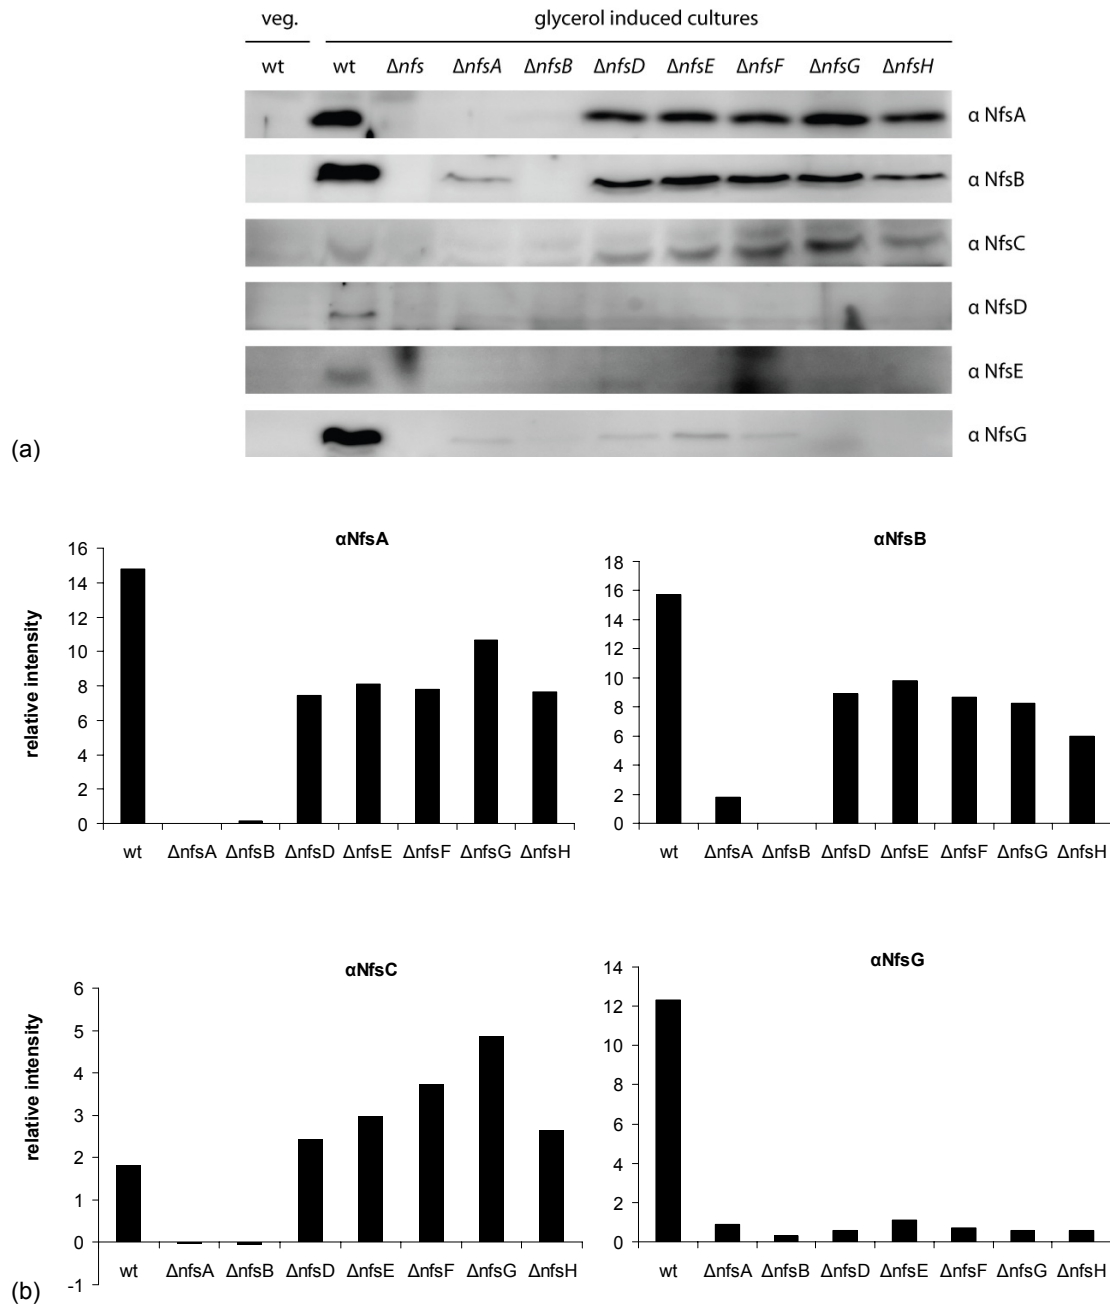 veg. glycerol induced cultures
wt wt Δnfs ΔnfsA ΔnfsB ΔnfsD ΔnfsE ΔnfsF ΔnfsG ΔnfsH
α NfsA
α NfsB
α NfsC
α NfsD
α NfsE
α NfsG
(a)
αNfsA
relative intensity
16
14
12
10
8
6
4
2
0
wt ΔnfsA ΔnfsB ΔnfsD ΔnfsE ΔnfsF ΔnfsG ΔnfsH
αNfsB
18
16
14
12
10
8
6
4
2
0
wt ΔnfsA ΔnfsB ΔnfsD ΔnfsE ΔnfsF ΔnfsG ΔnfsH
αNfsC
relative intensity
6
5
4
3
2
1
0
-1
wt ΔnfsA ΔnfsB ΔnfsD ΔnfsE ΔnfsF ΔnfsG ΔnfsH
αNfsG
14
12
10
8
6
4
2
0
wt ΔnfsA ΔnfsB ΔnfsD ΔnfsE ΔnfsF ΔnfsG ΔnfsH
(b)